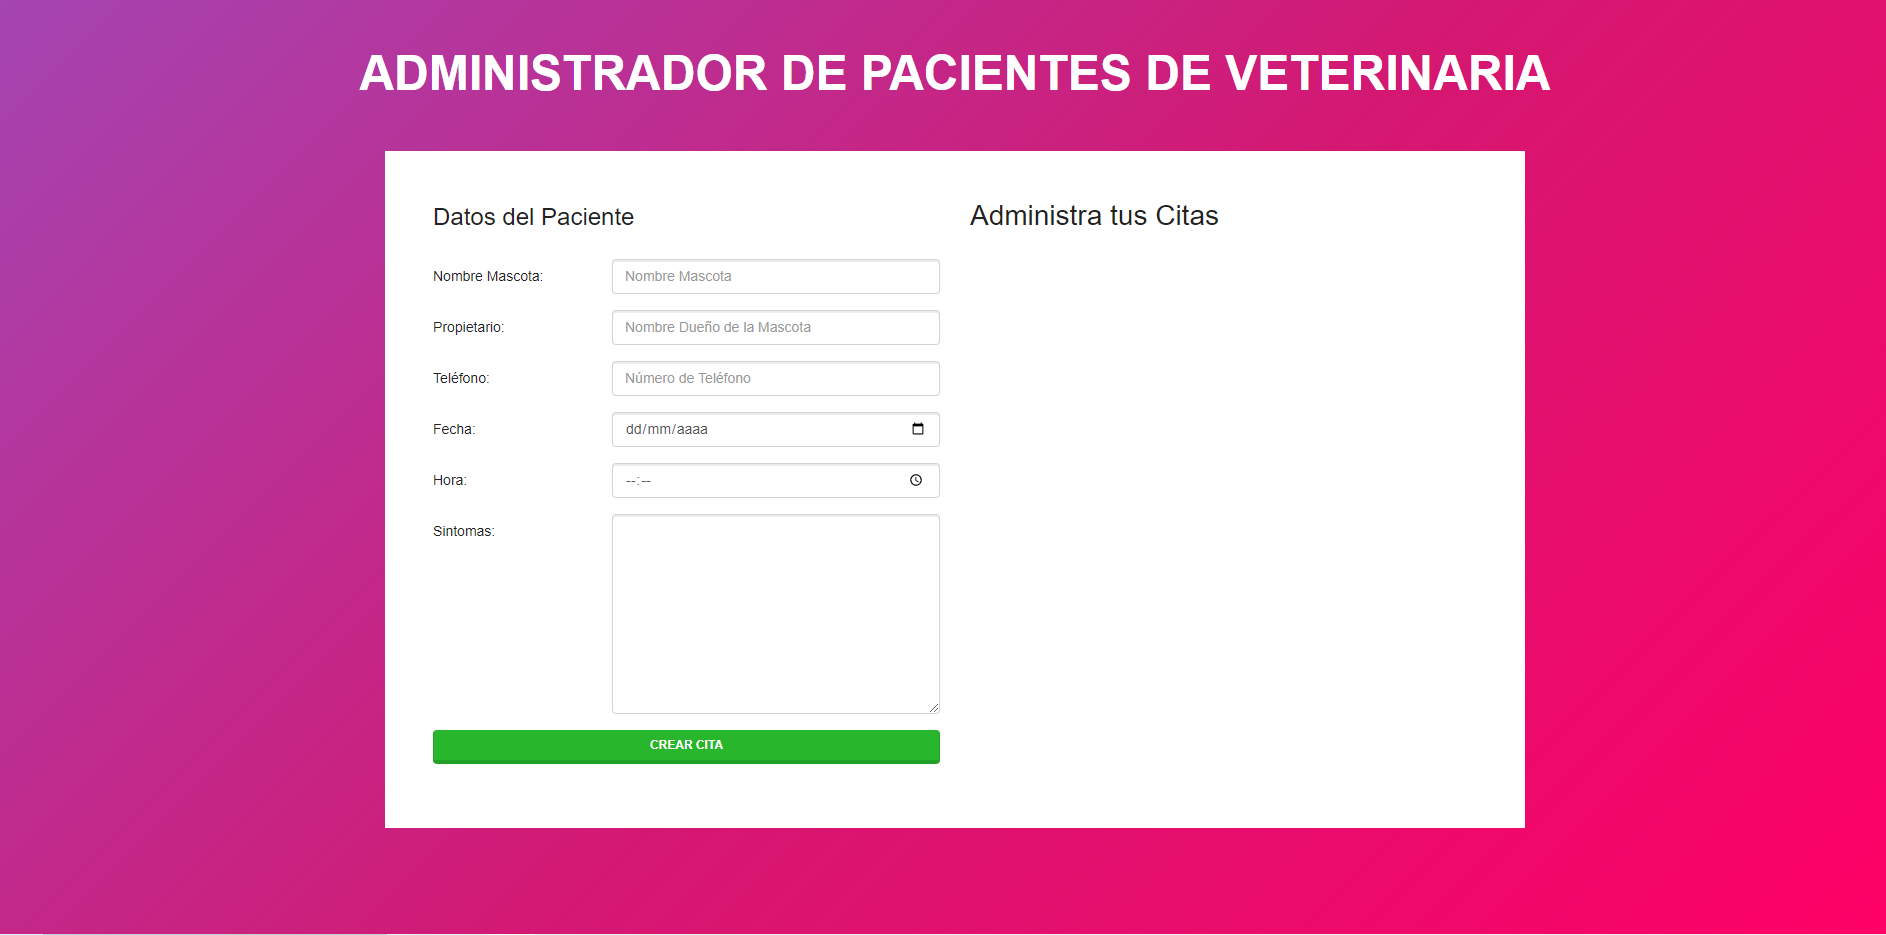 ADMINISTRADOR DE PACIENTES DE VETERINARIA
Datos del Paciente
Administra tus Citas
Nombre Mascota:
Nombre Mascota
Propietario:
Nombre Dueño de la Mascota
Teléfono:
Número de Teléfono
Fecha:
dd/mm/aaaa
Hora:
--:--
Sintomas:
CREAR CITA